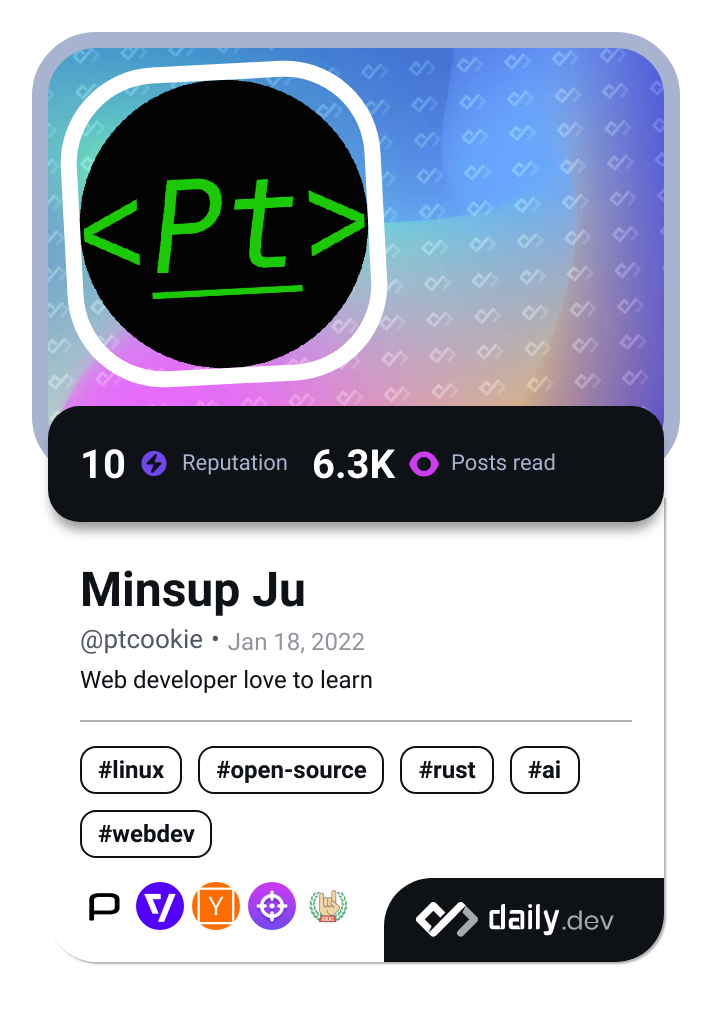 <Pt>
10 Reputation 6.3K Posts read
Minsup Ju
@ptcookie • Jan 18, 2022
Web developer love to learn
#linux #open-source #rust #ai
#webdev
Y
daily.dev